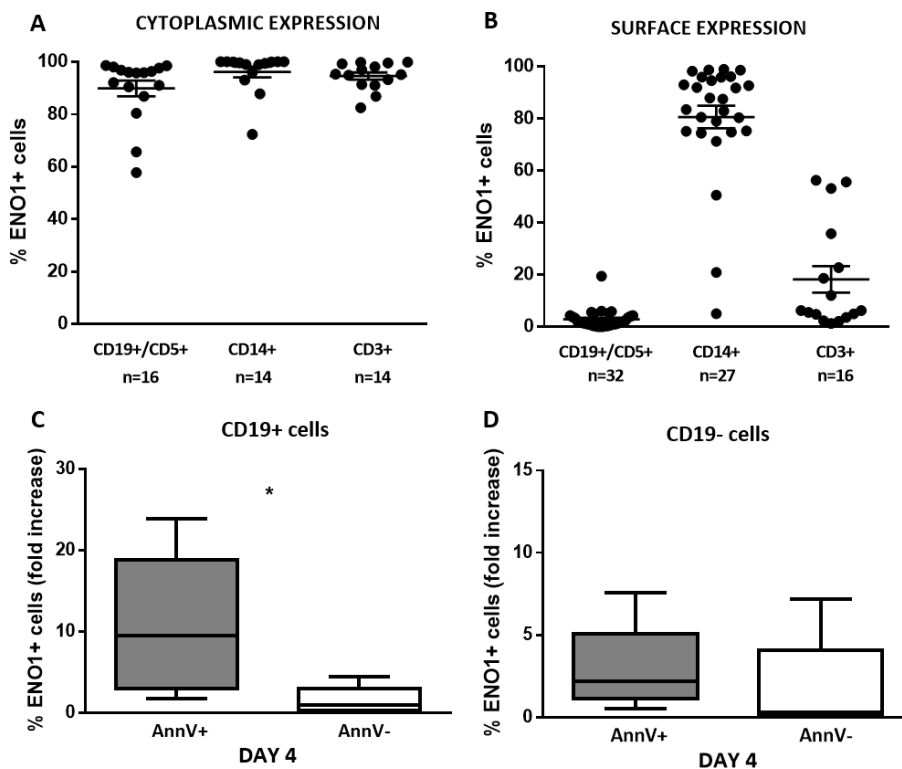 A
CYTOPLASMIC EXPRESSION
% ENO1+ cells
100
80
60
40
20
0
CD19+/CD5+ CD14+ CD3+
n=16 n=14 n=14
B
SURFACE EXPRESSION
% ENO1+ cells
100
80
60
40
20
0
CD19+/CD5+ CD14+ CD3+
n=32 n=27 n=16
C
CD19+ cells
% ENO1+ cells (fold increase)
30
20
10
0
*
AnnV+ AnnV-
DAY 4
D
CD19- cells
% ENO1+ cells (fold increase)
15
10
5
0
AnnV+ AnnV-
DAY 4